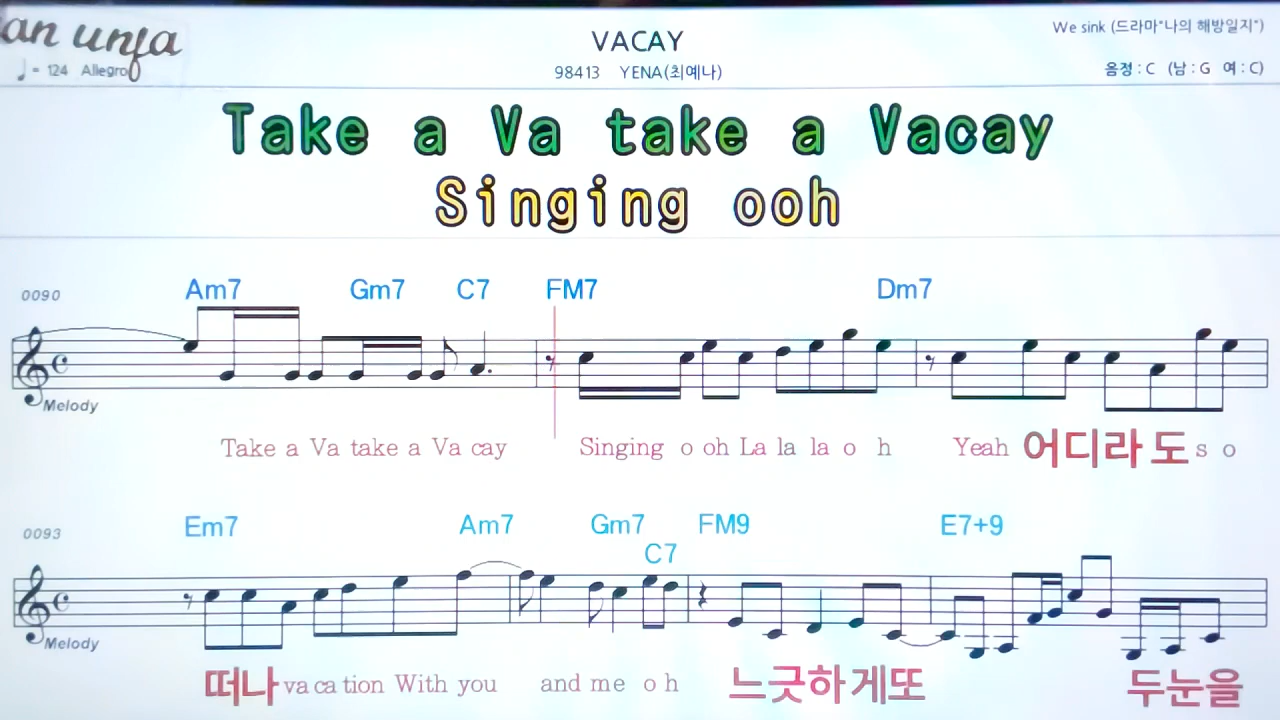 an unfa
VACAY
We sink (드라마"나의 해방일지")
♩= 124 Allegro
98413 YENA(최예나)
음정 : C (남 : G 여 : C)
Take a Va take a Vacay
Singing ooh
0090
Am7 Gm7 C7 FM7 Dm7
Melody
Take a Va take a Va cay Singing o oh La la la o h Yeah 어디라도 s o
0093
Em7 Am7 Gm7 C7 FM9 E7+9
Melody
떠나 va ca tion With you and me o h 느긋하게또 두눈을